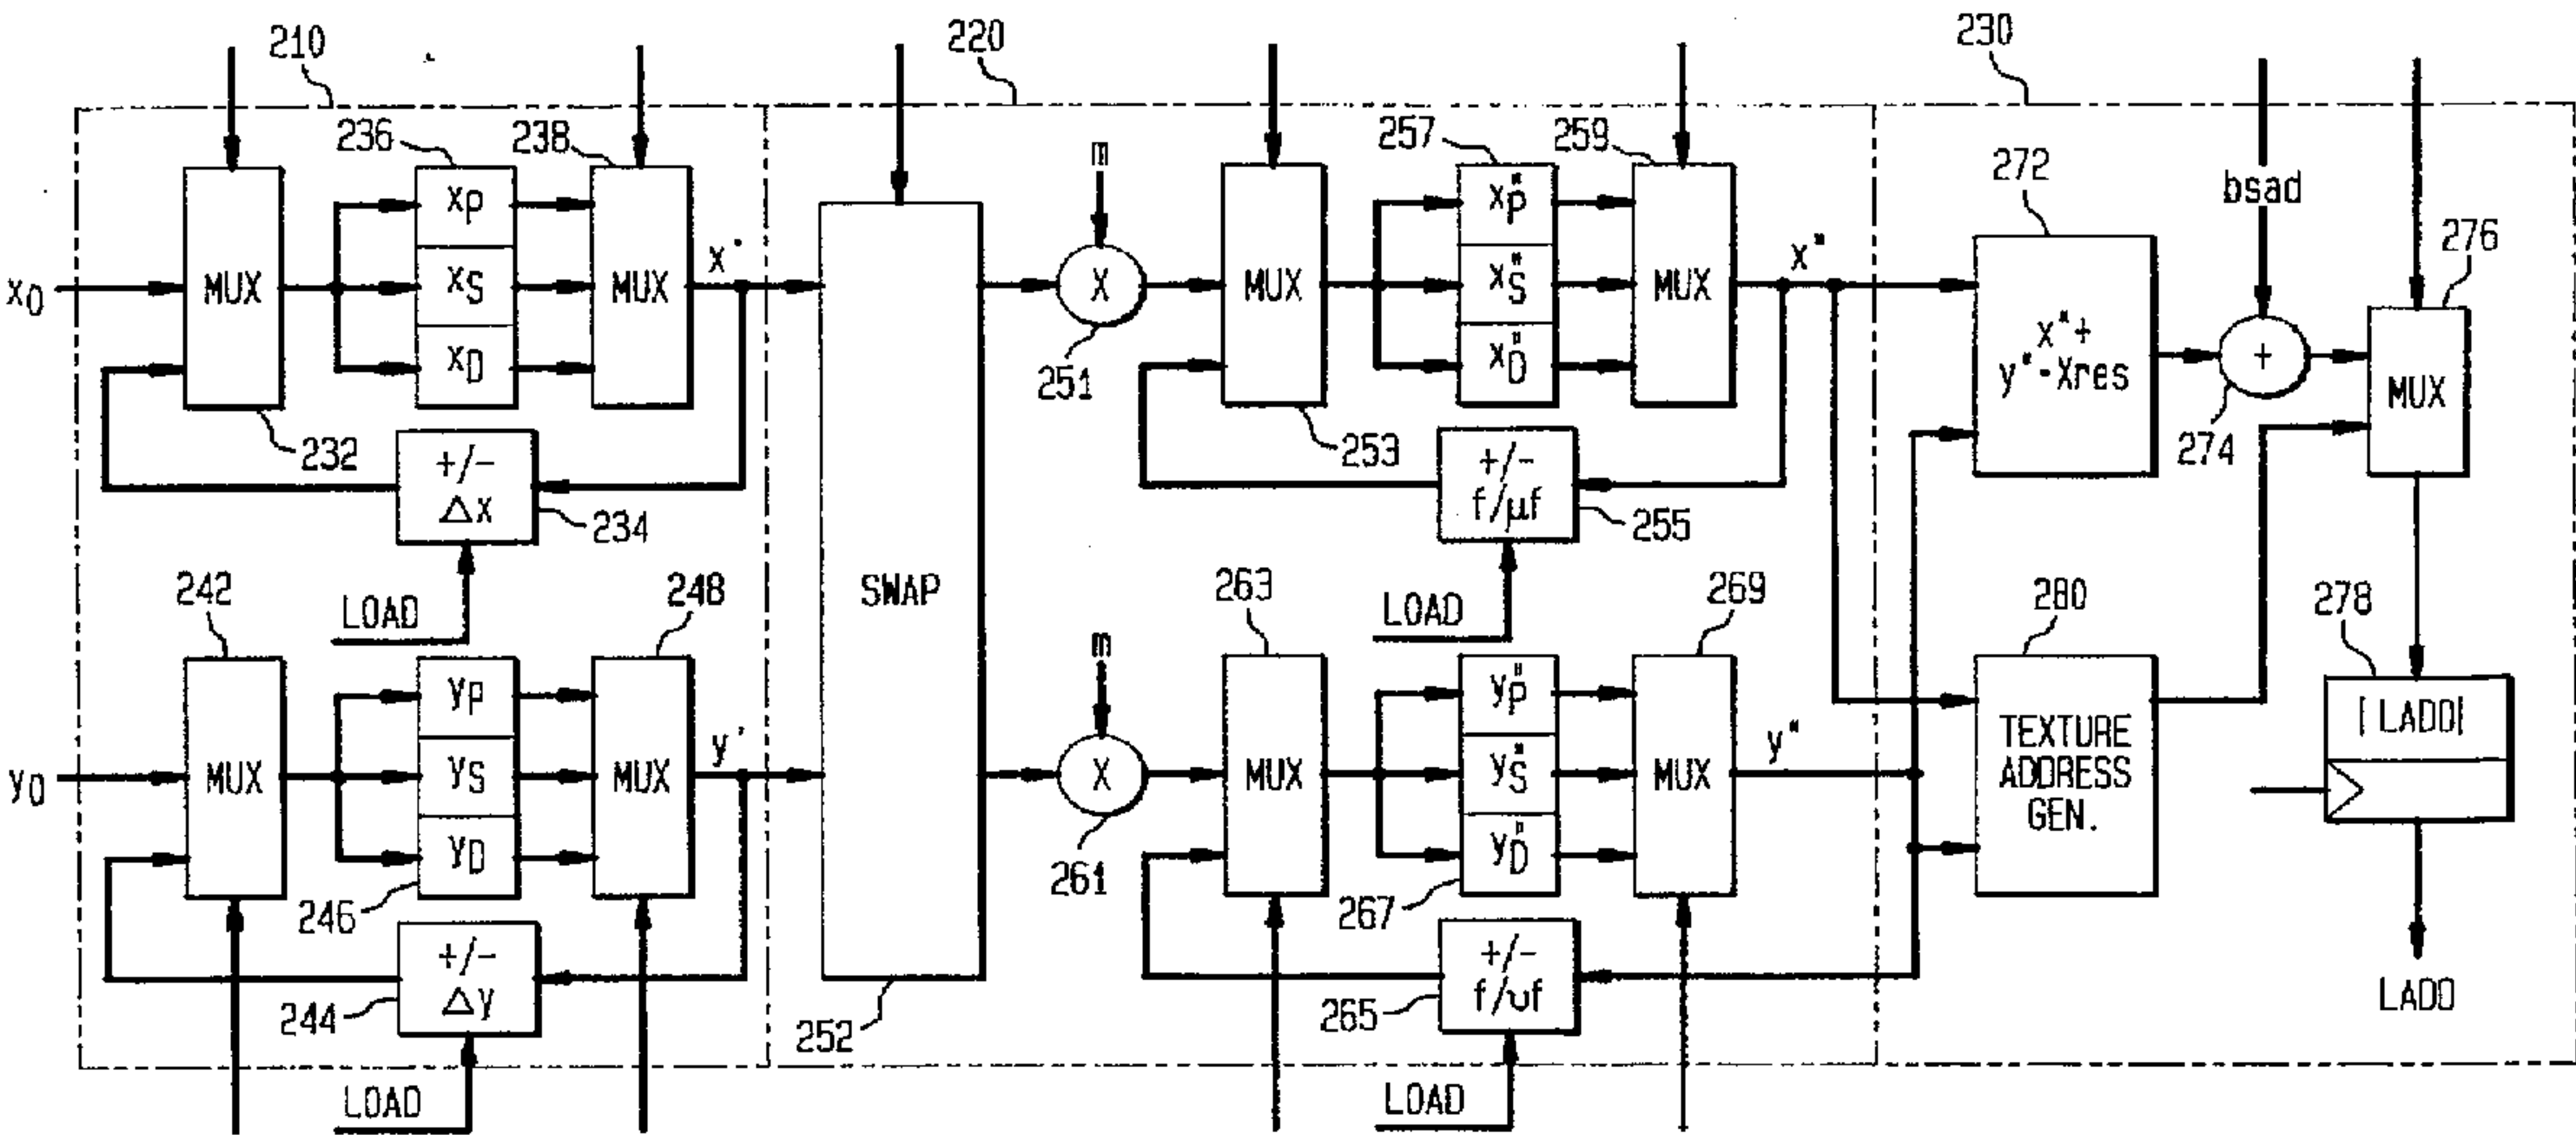 210
220
230
236
238
257
259
272
bsad
276
m
MUX
xP
xS
xD
MUX
x'
x0
X
251
MUX
x"P
x"S
x"D
MUX
x"
x"+
y"-Xres
+
274
MUX
232
+/-
Δx
234
253
+/-
f/μf
255
242
LOAD
248
SWAP
m
263
LOAD
269
280
278
MUX
yP
yS
yD
MUX
y'
y0
X
261
MUX
y"P
y"S
y"D
MUX
y"
TEXTURE
ADDRESS
GEN.
[LADD]
246
+/-
Δy
244
252
267
+/-
f/υf
265
LADD
LOAD
LOAD